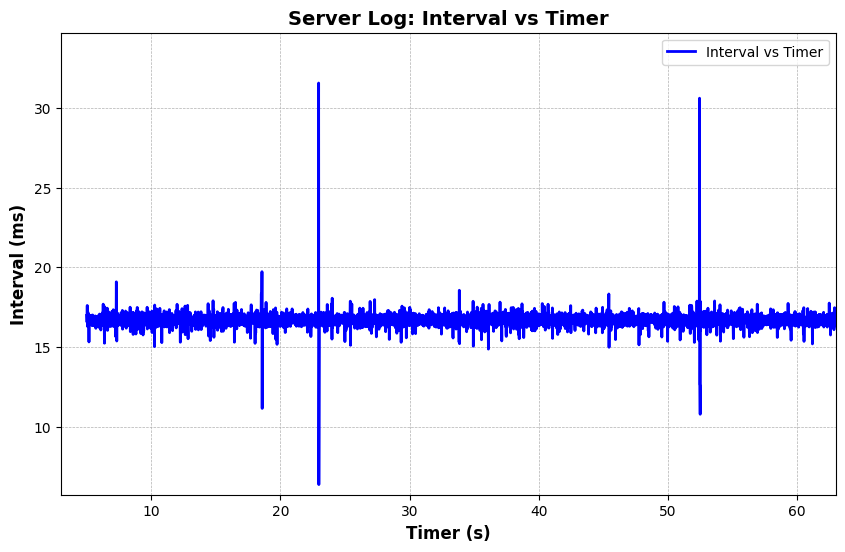 Server Log: Interval vs Timer
Interval vs Timer
30
25
20
15
10
Interval (ms)
10 20 30 40 50 60
Timer (s)